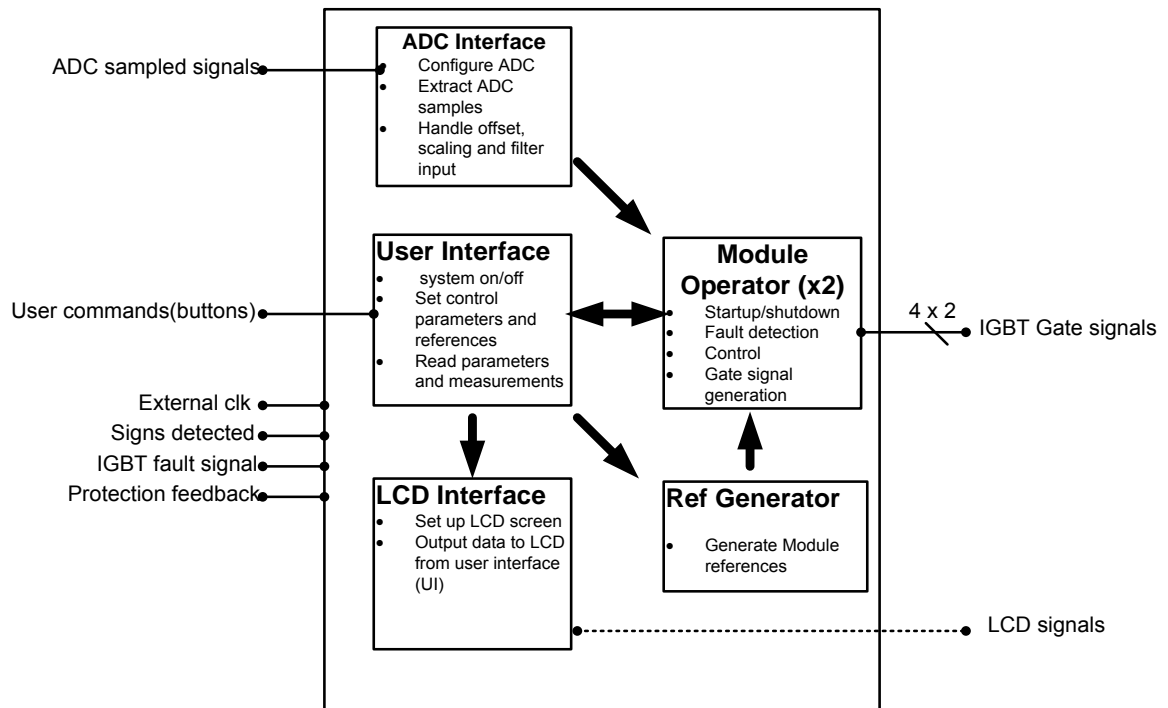 ADC sampled signals
ADC Interface
• Configure ADC
• Extract ADC
samples
• Handle offset,
scaling and filter
input
User commands(buttons)
User Interface
• system on/off
• Set control
parameters and
references
• Read parameters
and measurements
Module
Operator (x2)
• Startup/shutdown
• Fault detection
• Control
• Gate signal
generation
4 x 2
IGBT Gate signals
External clk
Signs detected
IGBT fault signal
Protection feedback
LCD Interface
• Set up LCD screen
• Output data to LCD
from user interface
(UI)
Ref Generator
• Generate Module
references
LCD signals